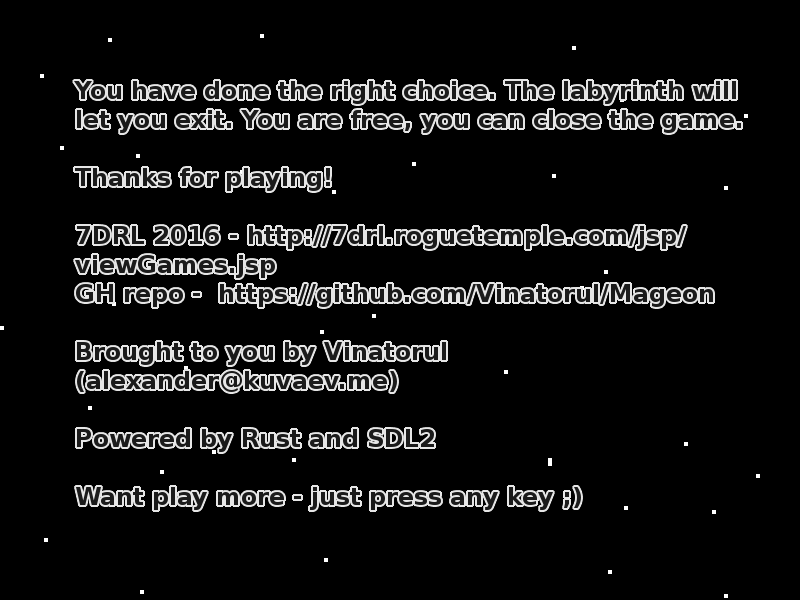 You have done the right choice. The labyrinth will
let you exit. You are free, you can close the game.
Thanks for playing!
7DRL 2016 - http://7drl.roguetemple.com/jsp/
viewGames.jsp
GH repo -  https://github.com/Vinatorul/Mageon
Brought to you by Vinatorul
(alexander@kuvaev.me)
Powered by Rust and SDL2
Want play more - just press any key ;)